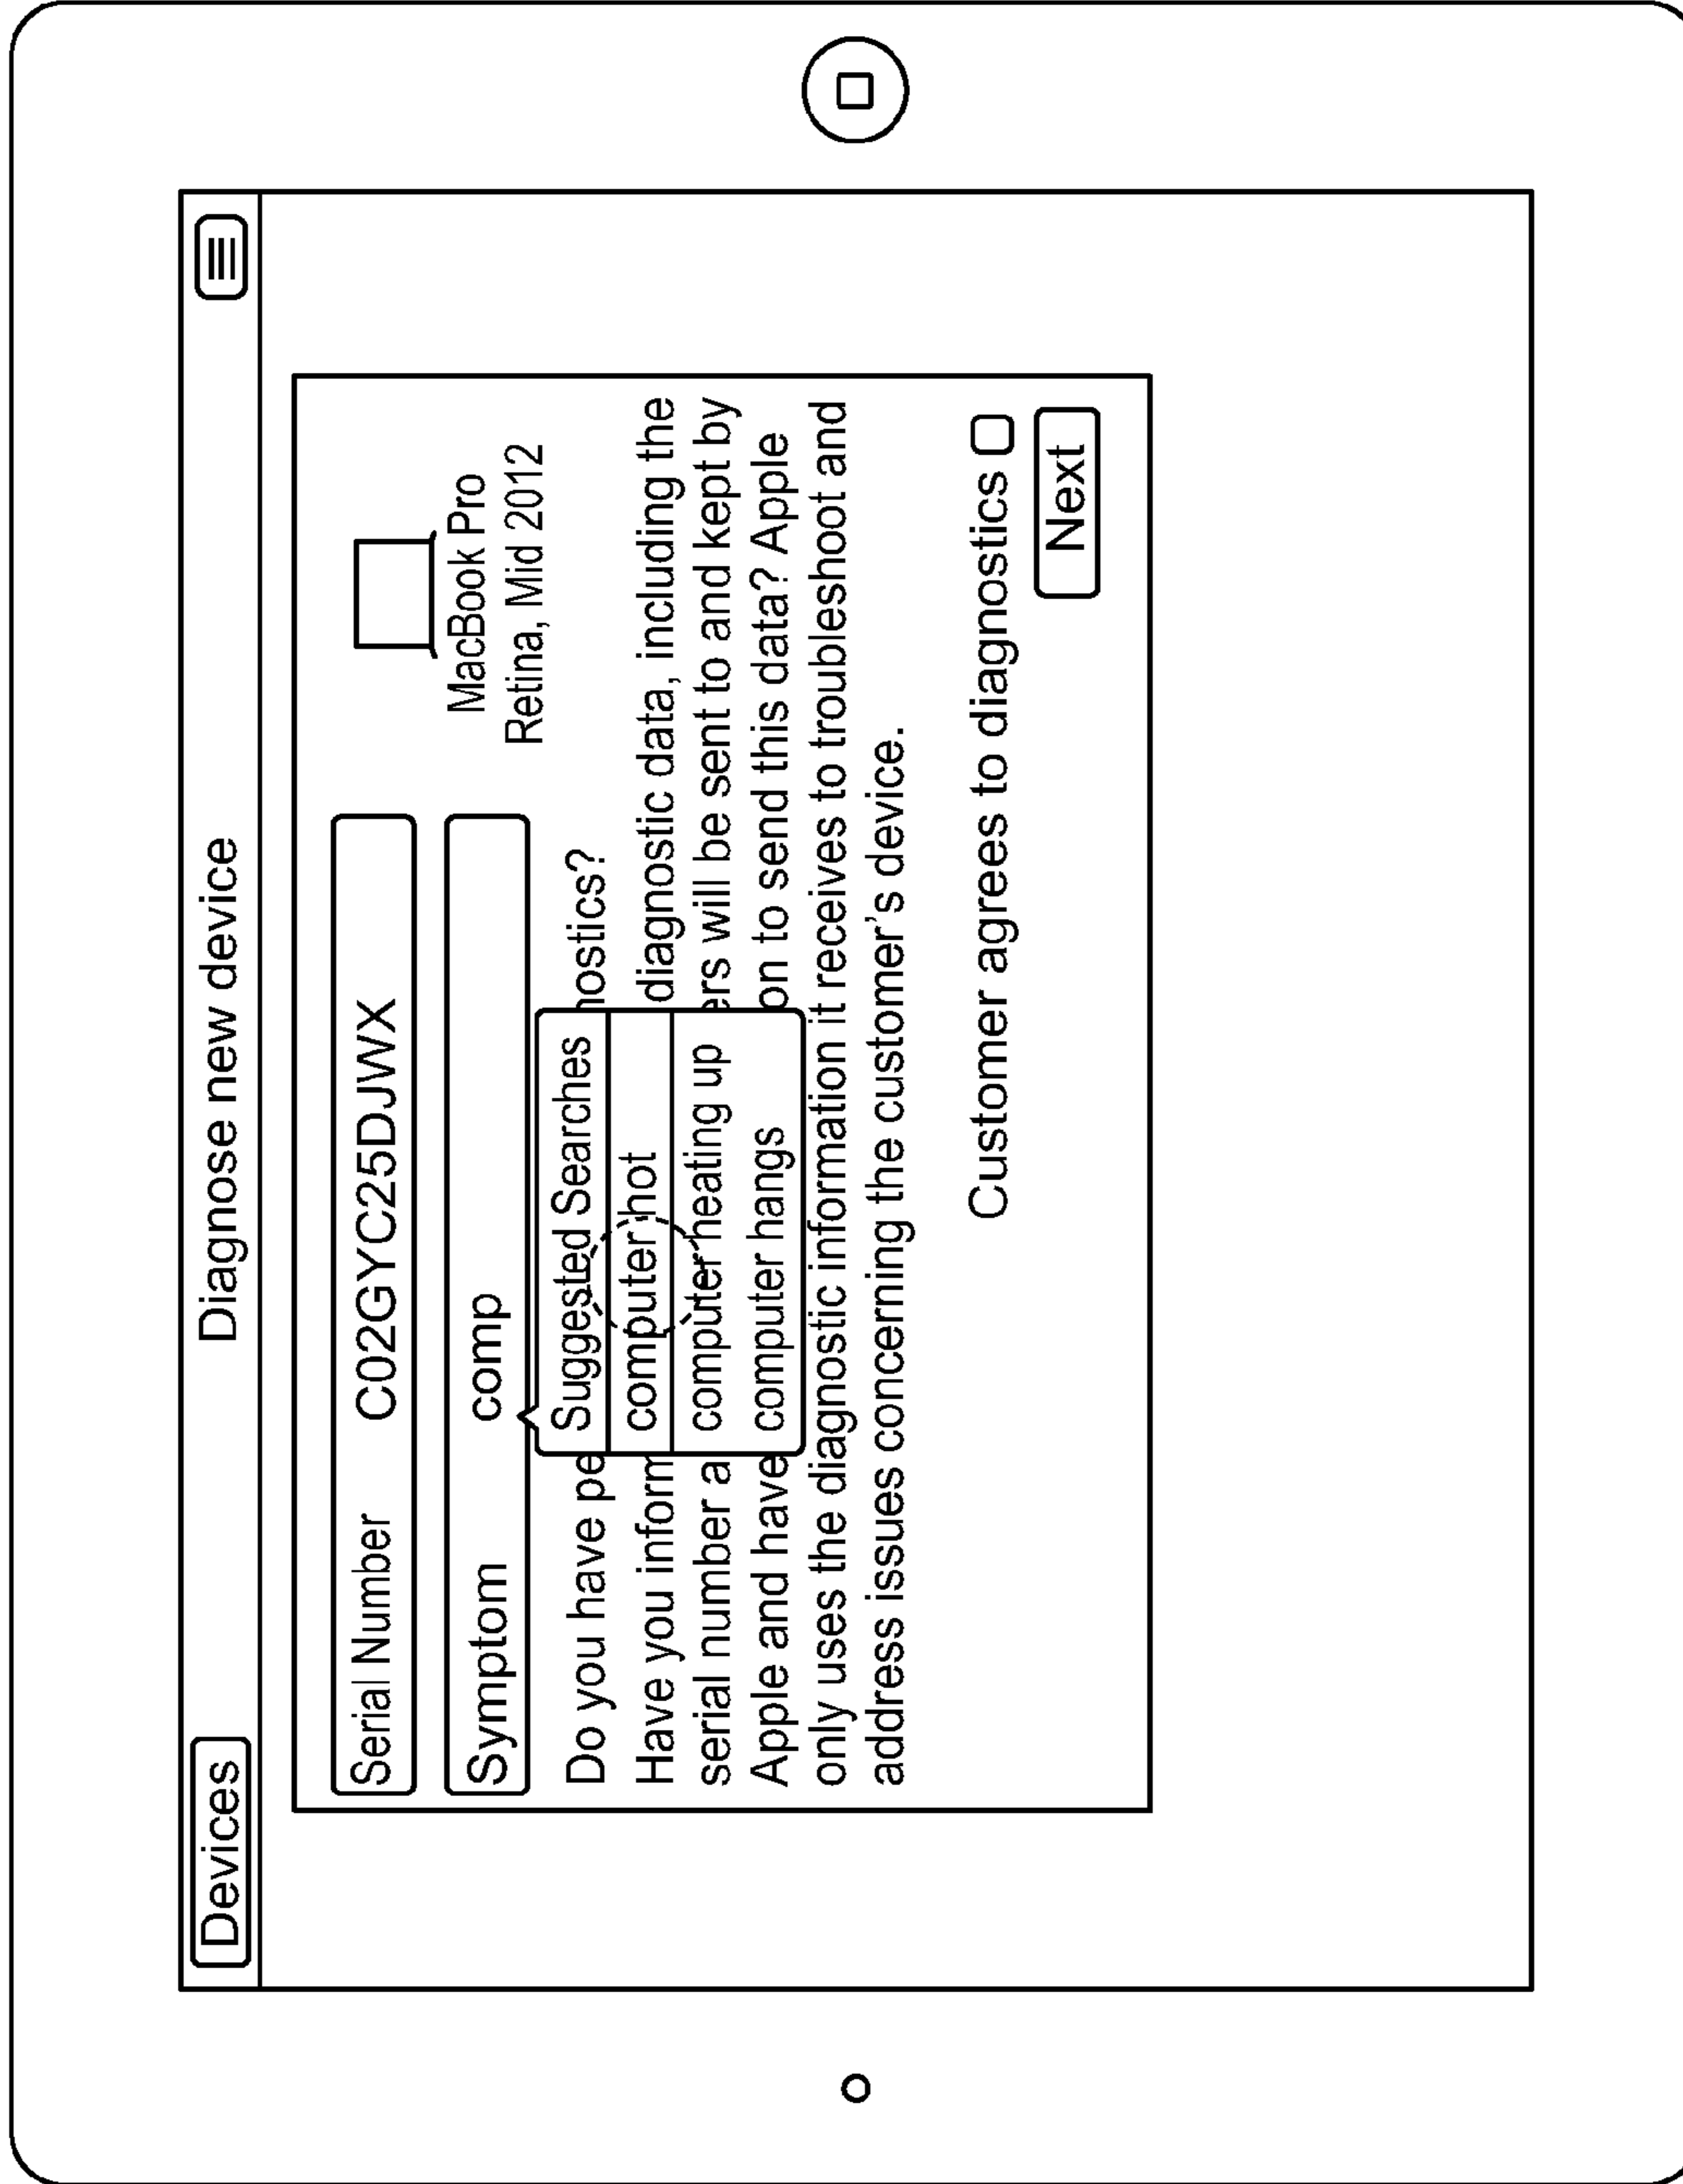 Devices
Diagnose new device
Serial Number C02GYC25DJWX
MacBook Pro
Retina, Mid 2012
Symptom comp
Suggested Searches
computer hot
computer heating up
computer hangs
Do you have pe nostics?
Have you inform diagnostic data, including the
serial number a ers will be sent to and kept by
Apple and have on to send this data? Apple
only uses the diagnostic information it receives to troubleshoot and
address issues concerning the customer's device.
Customer agrees to diagnostics
Next